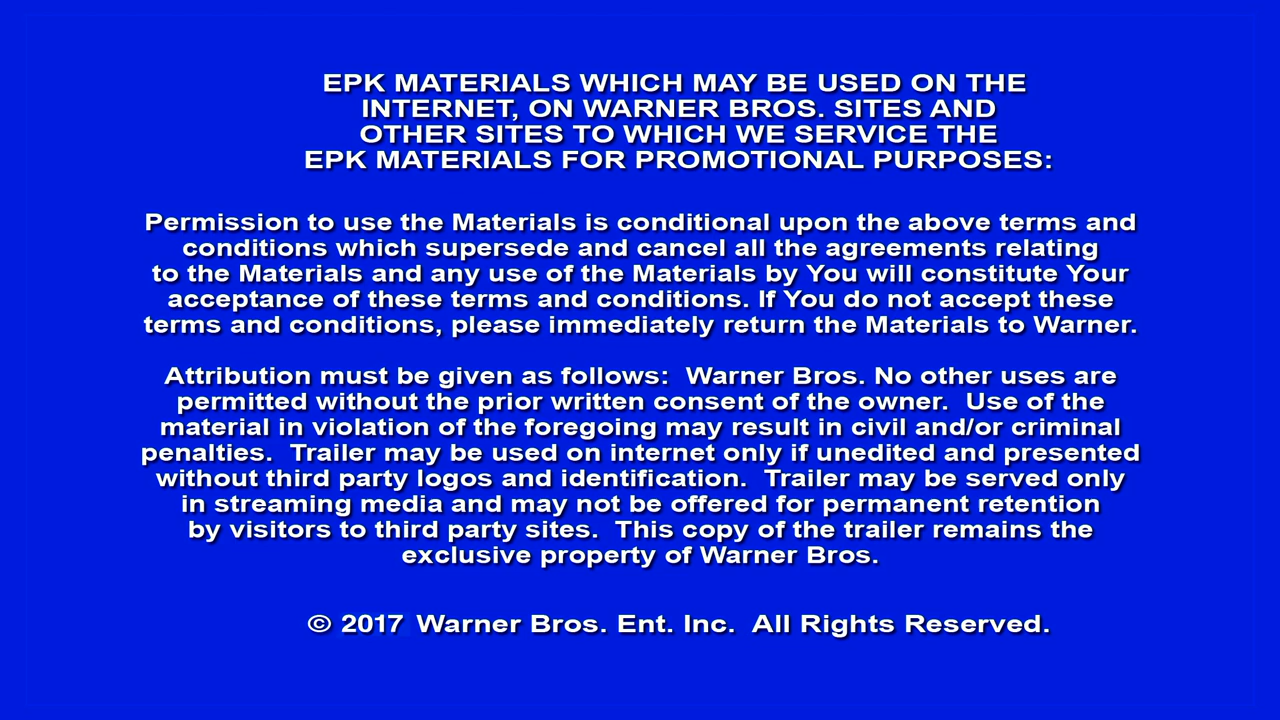 EPK MATERIALS WHICH MAY BE USED ON THE
INTERNET, ON WARNER BROS. SITES AND
OTHER SITES TO WHICH WE SERVICE THE
EPK MATERIALS FOR PROMOTIONAL PURPOSES:
Permission to use the Materials is conditional upon the above terms and
conditions which supersede and cancel all the agreements relating
to the Materials and any use of the Materials by You will constitute Your
acceptance of these terms and conditions. If You do not accept these
terms and conditions, please immediately return the Materials to Warner.
Attribution must be given as follows:  Warner Bros. No other uses are
permitted without the prior written consent of the owner.  Use of the
material in violation of the foregoing may result in civil and/or criminal
penalties.  Trailer may be used on internet only if unedited and presented
without third party logos and identification.  Trailer may be served only
in streaming media and may not be offered for permanent retention
by visitors to third party sites.  This copy of the trailer remains the
exclusive property of Warner Bros.
© 2017 Warner Bros. Ent. Inc.  All Rights Reserved.